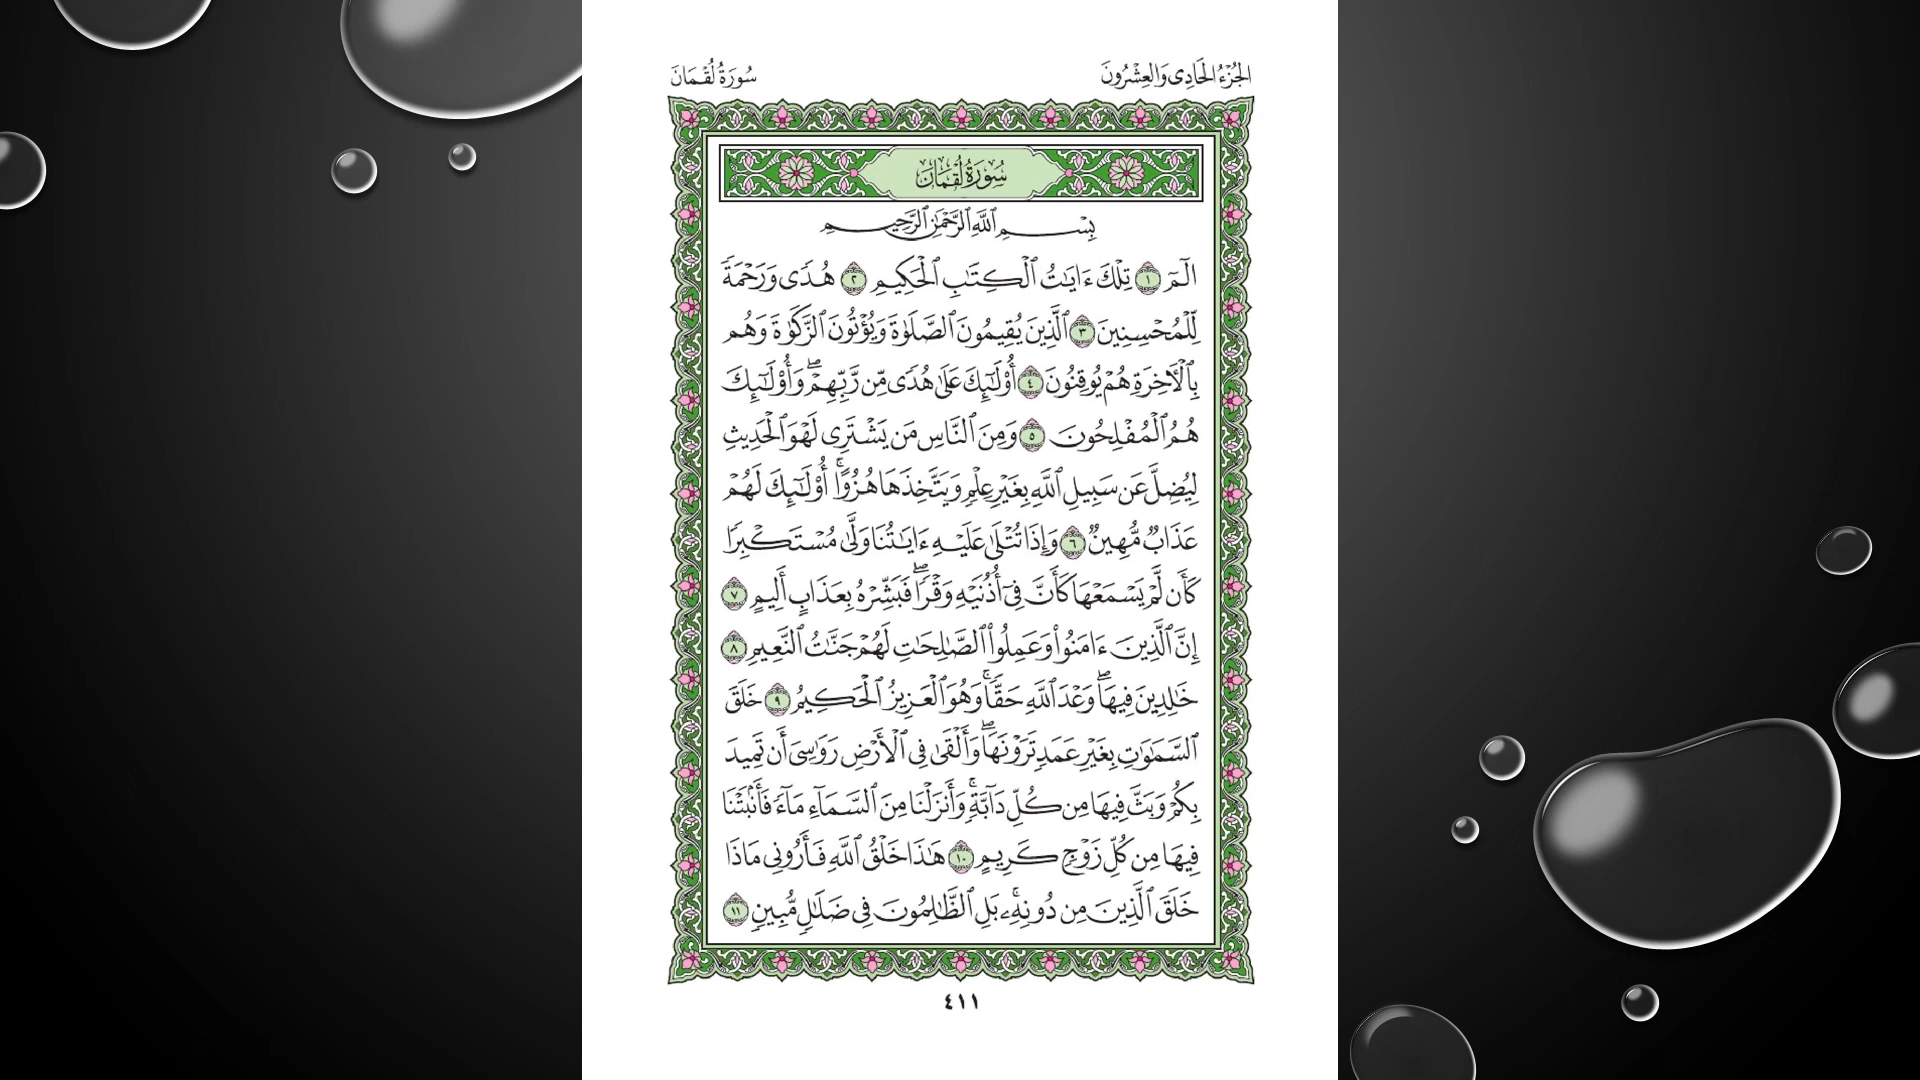 الجُزْءُ الحَادِي وَالعِشْرُونَ
سُورَةُ لُقْمَانَ
سُورَةُ لُقْمَانَ
بِسْمِ ٱللَّهِ ٱلرَّحْمَٰنِ ٱلرَّحِيمِ
الٓمٓ ١ تِلْكَ ءَايَٰتُ ٱلْكِتَٰبِ ٱلْحَكِيمِ ٢ هُدًى وَرَحْمَةً
لِّلْمُحْسِنِينَ ٣ ٱلَّذِينَ يُقِيمُونَ ٱلصَّلَوٰةَ وَيُؤْتُونَ ٱلزَّكَوٰةَ وَهُم
بِٱلْأٓخِرَةِ هُمْ يُوقِنُونَ ٤ أُو۟لَٰٓئِكَ عَلَىٰ هُدًى مِّن رَّبِّهِمْۖ وَأُو۟لَٰٓئِكَ
هُمُ ٱلْمُفْلِحُونَ ٥ وَمِنَ ٱلنَّاسِ مَن يَشْتَرِى لَهْوَ ٱلْحَدِيثِ
لِيُضِلَّ عَن سَبِيلِ ٱللَّهِ بِغَيْرِ عِلْمٍ وَيَتَّخِذَهَا هُزُوًاۚ أُو۟لَٰٓئِكَ لَهُمْ
عَذَابٌ مُّهِينٌ ٦ وَإِذَا تُتْلَىٰ عَلَيْهِ ءَايَٰتُنَا وَلَّىٰ مُسْتَكْبِرًا
كَأَن لَّمْ يَسْمَعْهَا كَأَنَّ فِىٓ أُذُنَيْهِ وَقْرًاۖ فَبَشِّرْهُ بِعَذَابٍ أَلِيمٍ ٧
إِنَّ ٱلَّذِينَ ءَامَنُوا۟ وَعَمِلُوا۟ ٱلصَّٰلِحَٰتِ لَهُمْ جَنَّٰتُ ٱلنَّعِيمِ ٨
خَٰلِدِينَ فِيهَاۖ وَعْدَ ٱللَّهِ حَقًّاۚ وَهُوَ ٱلْعَزِيزُ ٱلْحَكِيمُ ٩ خَلَقَ
ٱلسَّمَٰوَٰتِ بِغَيْرِ عَمَدٍ تَرَوْنَهَاۖ وَأَلْقَىٰ فِى ٱلْأَرْضِ رَوَٰسِىَ أَن تَمِيدَ
بِكُمْ وَبَثَّ فِيهَا مِن كُلِّ دَآبَّةٍۚ وَأَنزَلْنَا مِنَ ٱلسَّمَآءِ مَآءً فَأَنۢبَتْنَا
فِيهَا مِن كُلِّ زَوْجٍ كَرِيمٍ ١٠ هَٰذَا خَلْقُ ٱللَّهِ فَأَرُونِى مَاذَا
خَلَقَ ٱلَّذِينَ مِن دُونِهِۦۚ بَلِ ٱلظَّٰلِمُونَ فِى ضَلَٰلٍ مُّبِينٍ ١١
٤١١